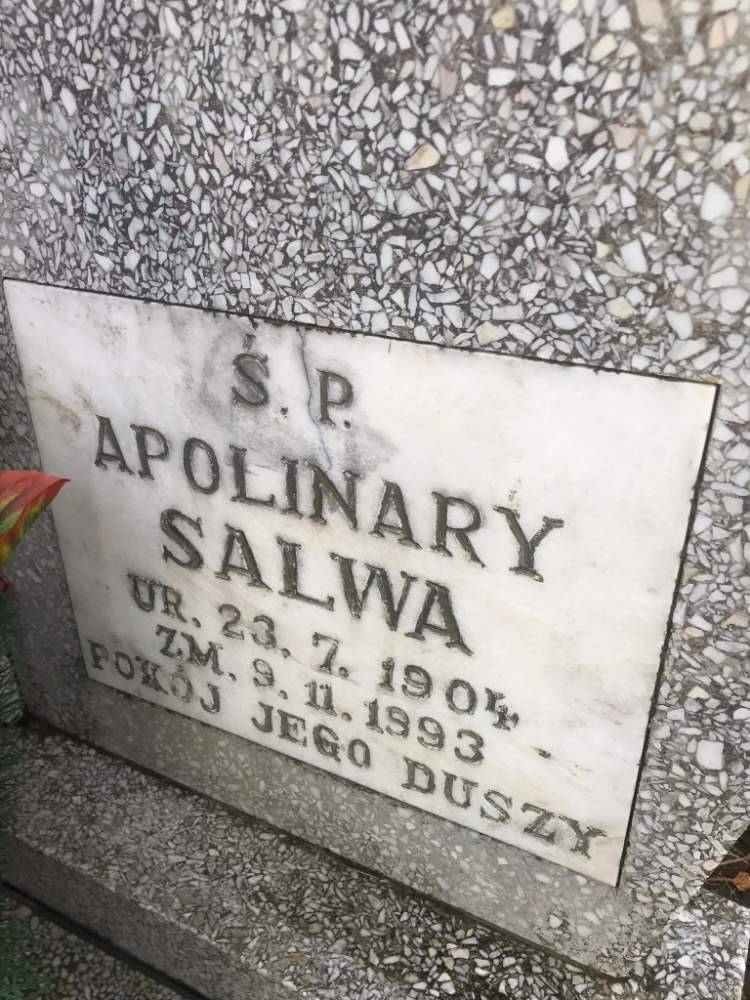 Ś. P.
APOLINARY
SALWA
UR. 23. 7. 1904
ZM. 9. 11. 1993
POKÓJ JEGO DUSZY